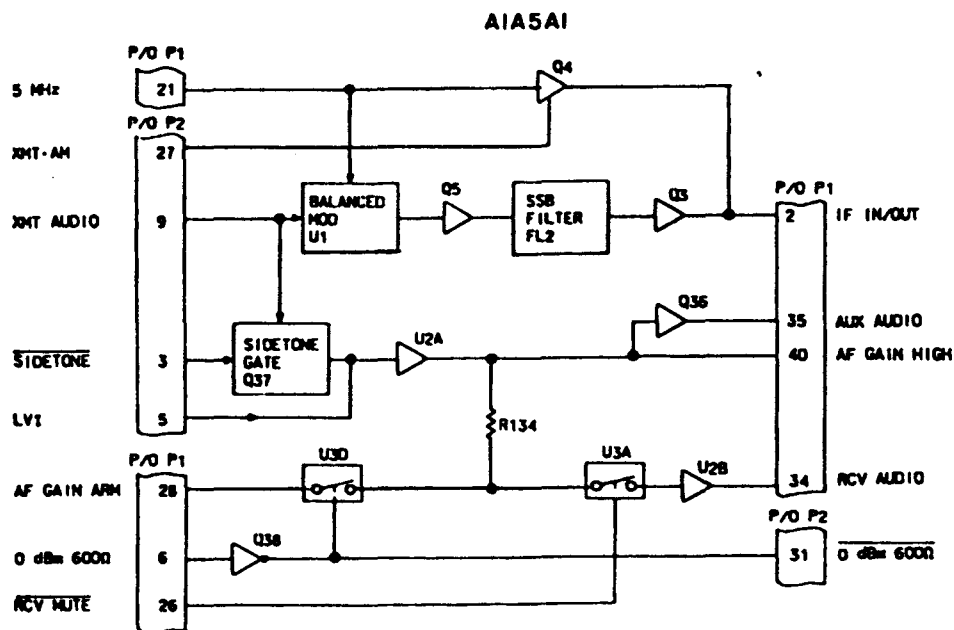 A1A5A1
P/O P1
5 MHz
21
Q4
P/O P2
XMT-AM
27
XMT AUDIO
9
BALANCED
MOD
U1
Q5
SSB
FILTER
FL2
Q3
P/O P1
2
IF IN/OUT
Q36
35
AUX AUDIO
SIDETONE
3
SIDETONE
GATE
Q37
U2A
40
AF GAIN HIGH
LVI
5
R134
P/O P1
U3D
U3A
AF GAIN ARM
28
U2B
34
RCV AUDIO
P/O P2
Q38
0 dBm 600Ω
6
31
0 dBm 600Ω
RCV MUTE
26